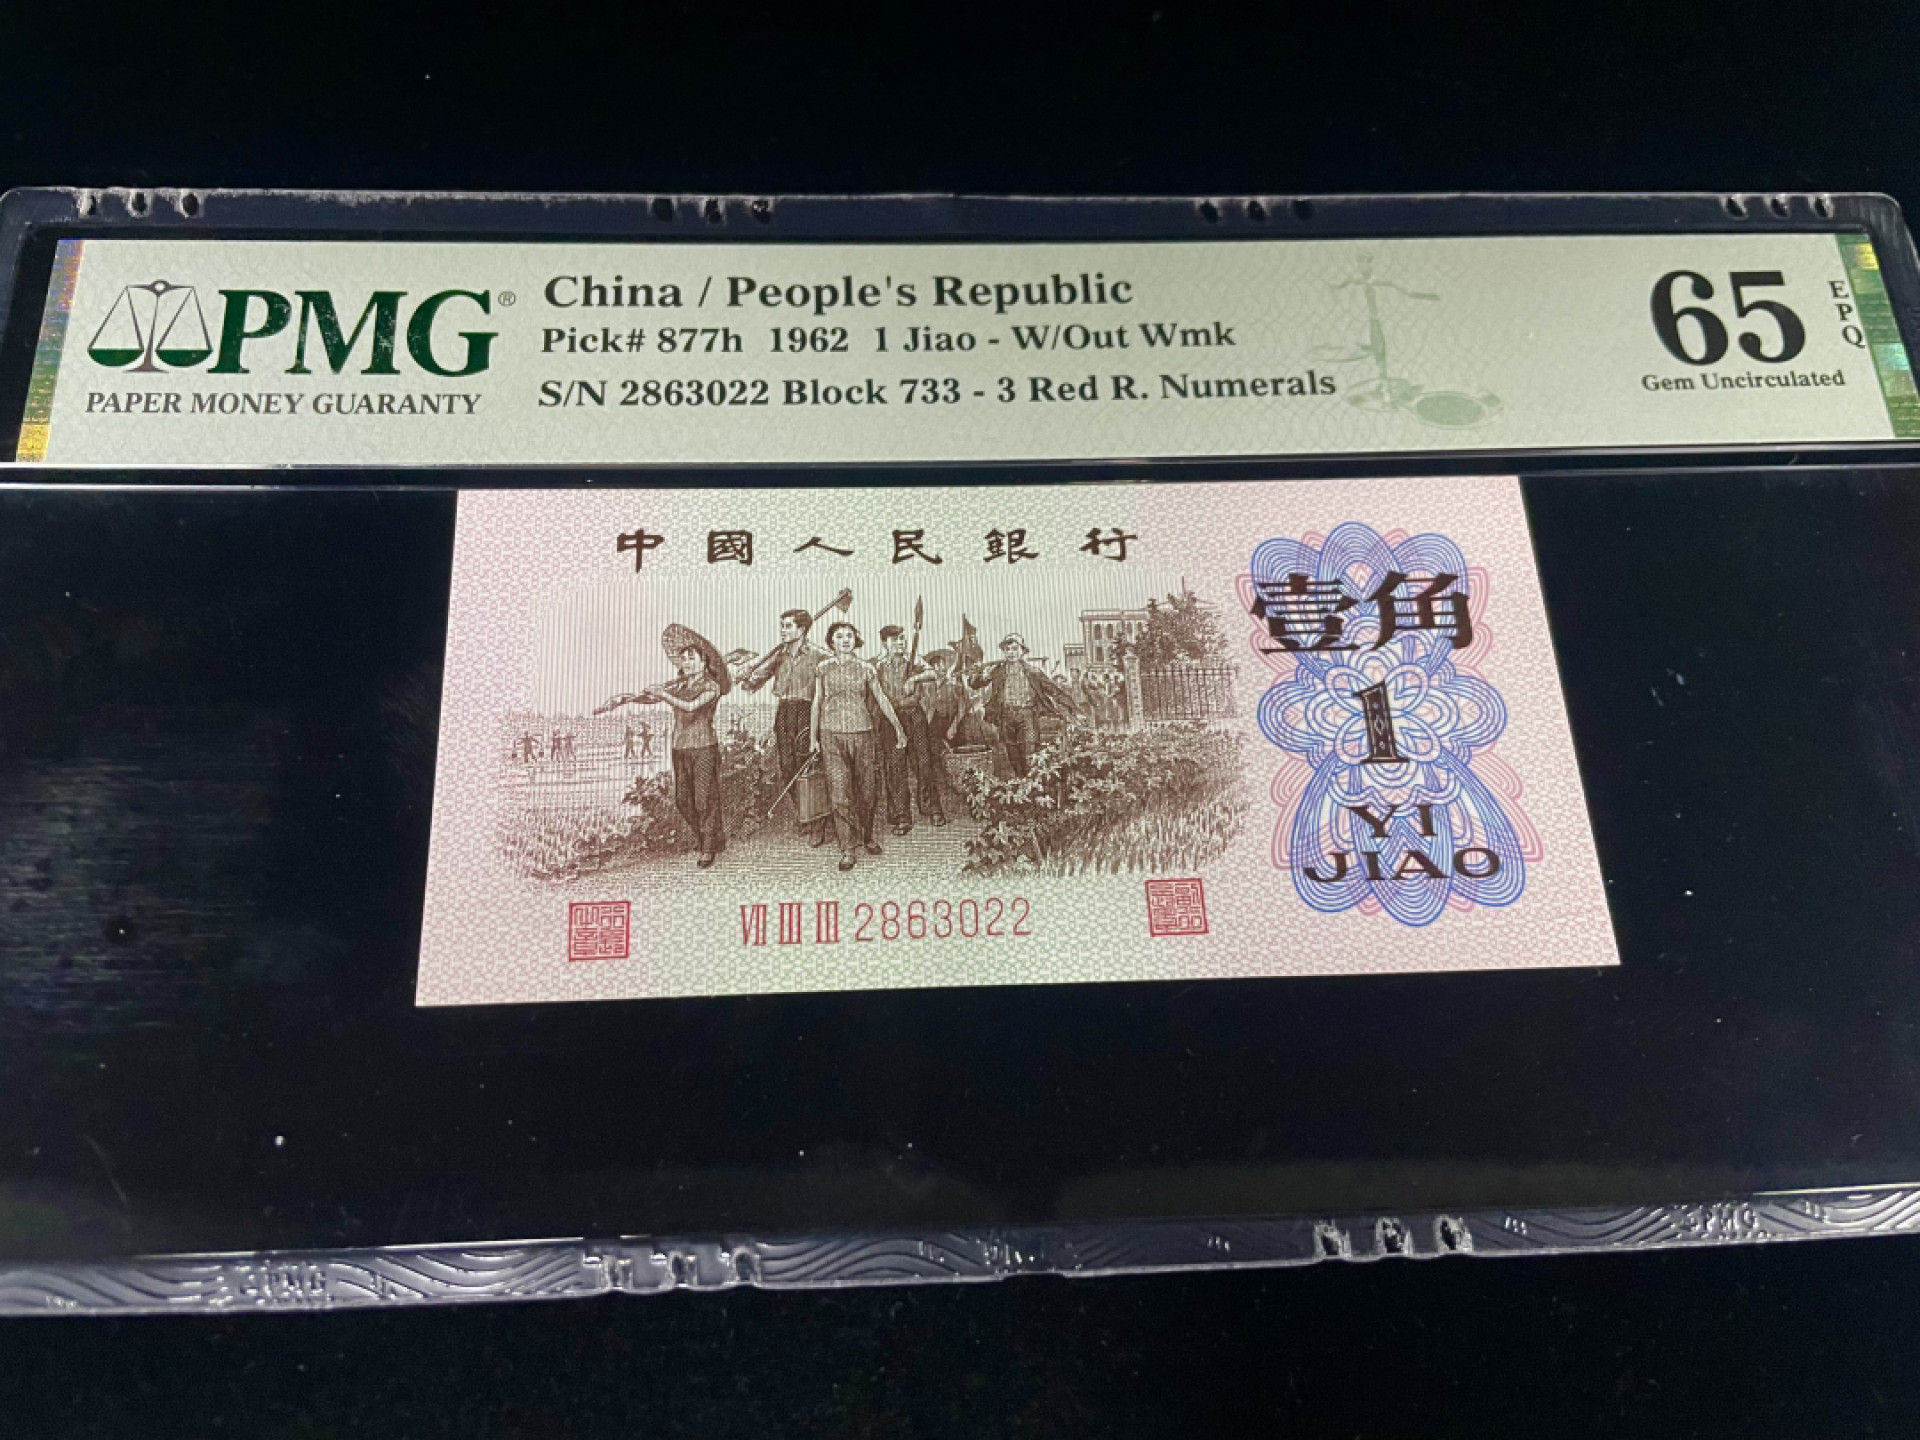 PMG®
PAPER MONEY GUARANTY
China / People's Republic
Pick# 877h 1962 1 Jiao - W/Out Wmk
S/N 2863022 Block 733 - 3 Red R. Numerals
65
EPQ
Gem Uncirculated
中國人民銀行
壹角
1
YI
JIAO
VII III III 2863022
PMG
PMG